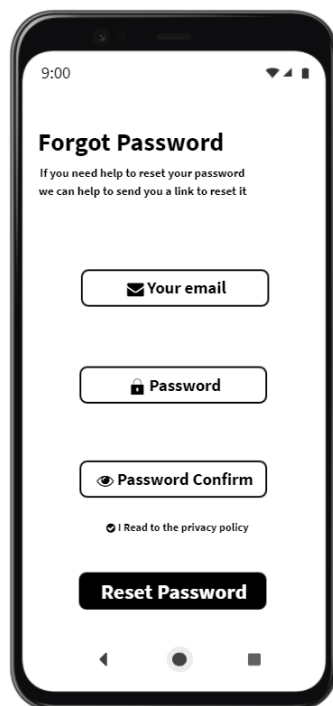 9:00
Forgot Password
If you need help to reset your password
we can help to send you a link to reset it
Your email
Password
Password Confirm
I Read to the privacy policy
Reset Password